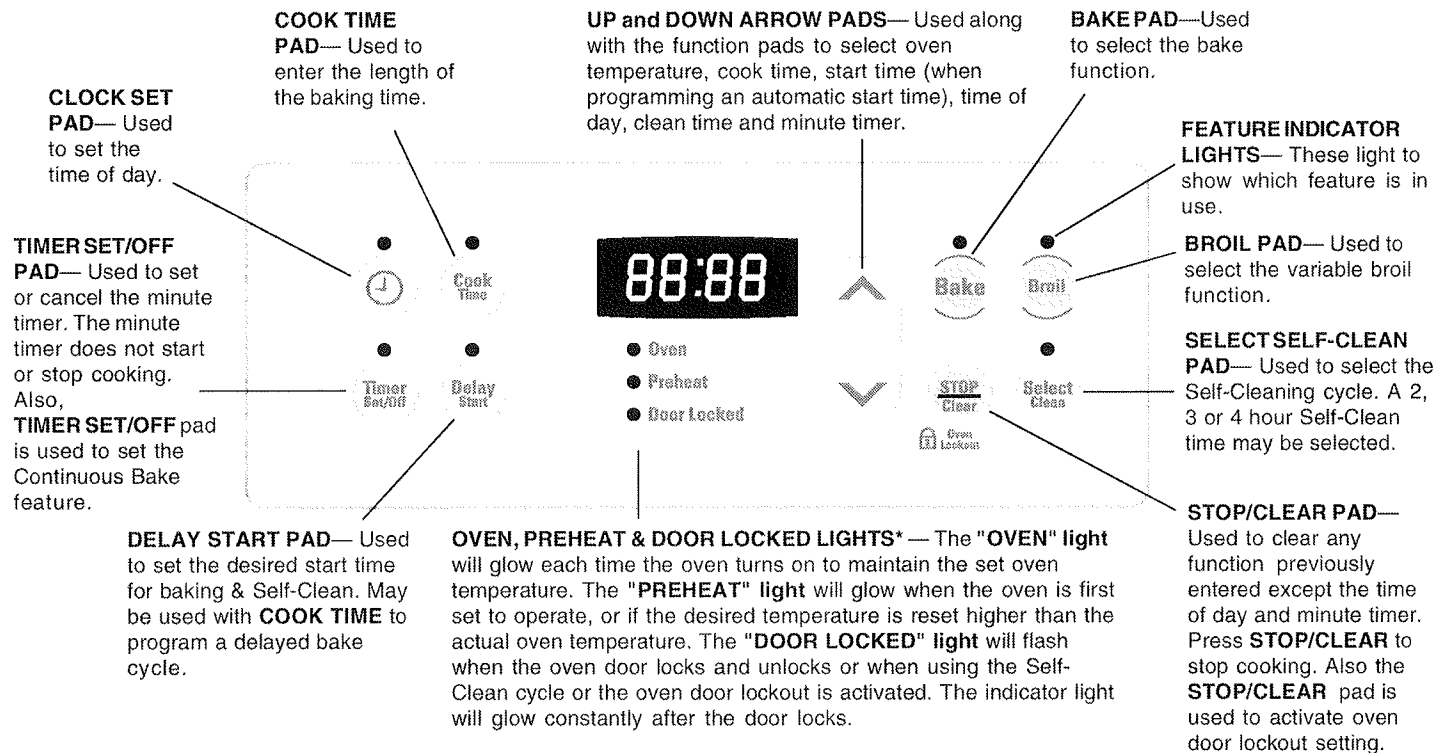 COOK TIME
PAD— Used to
enter the length of
the baking time.
UP and DOWN ARROW PADS— Used along
with the function pads to select oven
temperature, cook time, start time (when
programming an automatic start time), time of
day, clean time and minute timer.
BAKE PAD—Used
to select the bake
function.
CLOCK SET
PAD— Used
to set the
time of day.
FEATURE INDICATOR
LIGHTS— These light to
show which feature is in
use.
TIMER SET/OFF
PAD— Used to set
or cancel the minute
timer. The minute
timer does not start
or stop cooking.
Also,
TIMER SET/OFF pad
is used to set the
Continuous Bake
feature.
Cook
Time
88:88
Bake
Broil
BROIL PAD— Used to
select the variable broil
function.
Timer
Set/Off
Delay
Start
Oven
Preheat
Door Locked
STOP
Clear
Oven
Lockout
Select
Clean
SELECT SELF-CLEAN
PAD— Used to select the
Self-Cleaning cycle. A 2,
3 or 4 hour Self-Clean
time may be selected.
DELAY START PAD— Used
to set the desired start time
for baking & Self-Clean. May
be used with COOK TIME to
program a delayed bake
cycle.
OVEN, PREHEAT & DOOR LOCKED LIGHTS* — The "OVEN" light
will glow each time the oven turns on to maintain the set oven
temperature. The "PREHEAT" light will glow when the oven is first
set to operate, or if the desired temperature is reset higher than the
actual oven temperature. The "DOOR LOCKED" light will flash
when the oven door locks and unlocks or when using the Self-
Clean cycle or the oven door lockout is activated. The indicator light
will glow constantly after the door locks.
STOP/CLEAR PAD—
Used to clear any
function previously
entered except the time
of day and minute timer.
Press STOP/CLEAR to
stop cooking. Also the
STOP/CLEAR pad is
used to activate oven
door lockout setting.